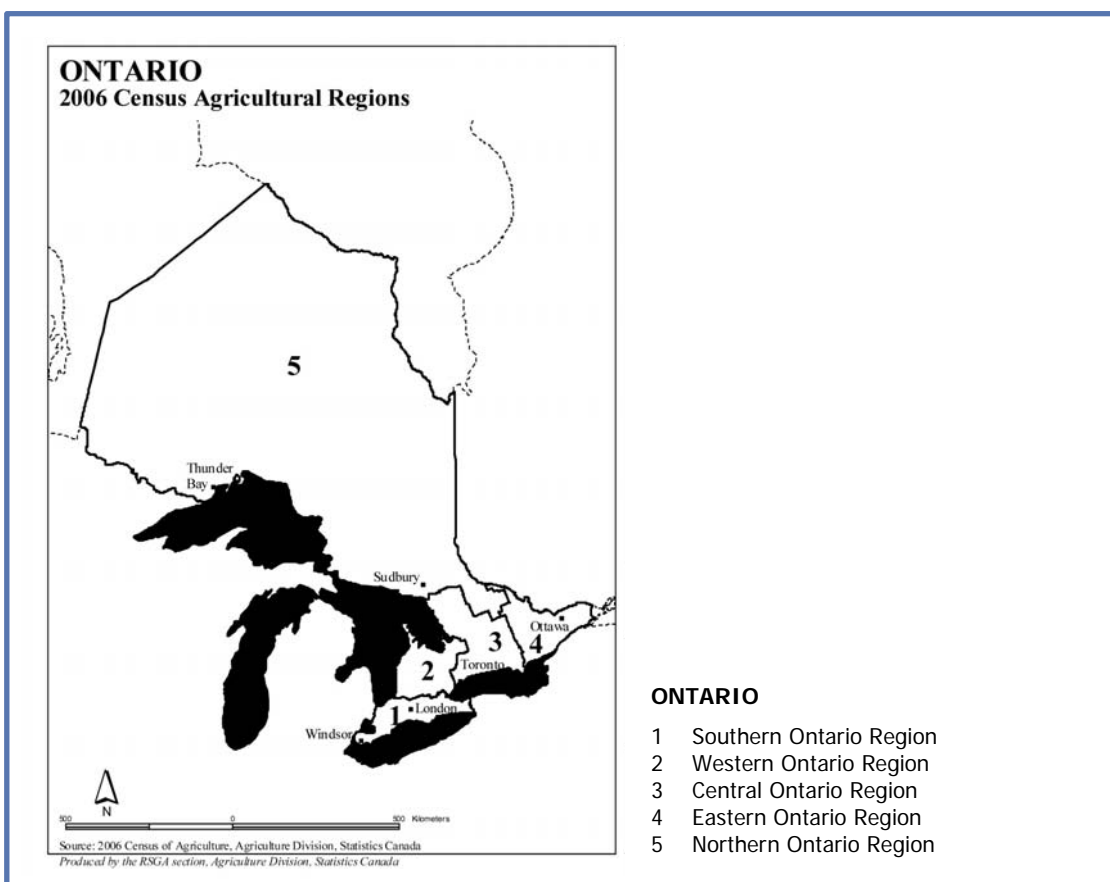 ONTARIO
2006 Census Agricultural Regions
5
Thunder
Bay
Sudbury
Ottawa
3
4
Toronto
2
London
1
Windsor
N
500 0 500 Kilometers
Source: 2006 Census of Agriculture, Agriculture Division, Statistics Canada
Produced by the RSGA section, Agriculture Division, Statistics Canada
ONTARIO
1 Southern Ontario Region
2 Western Ontario Region
3 Central Ontario Region
4 Eastern Ontario Region
5 Northern Ontario Region